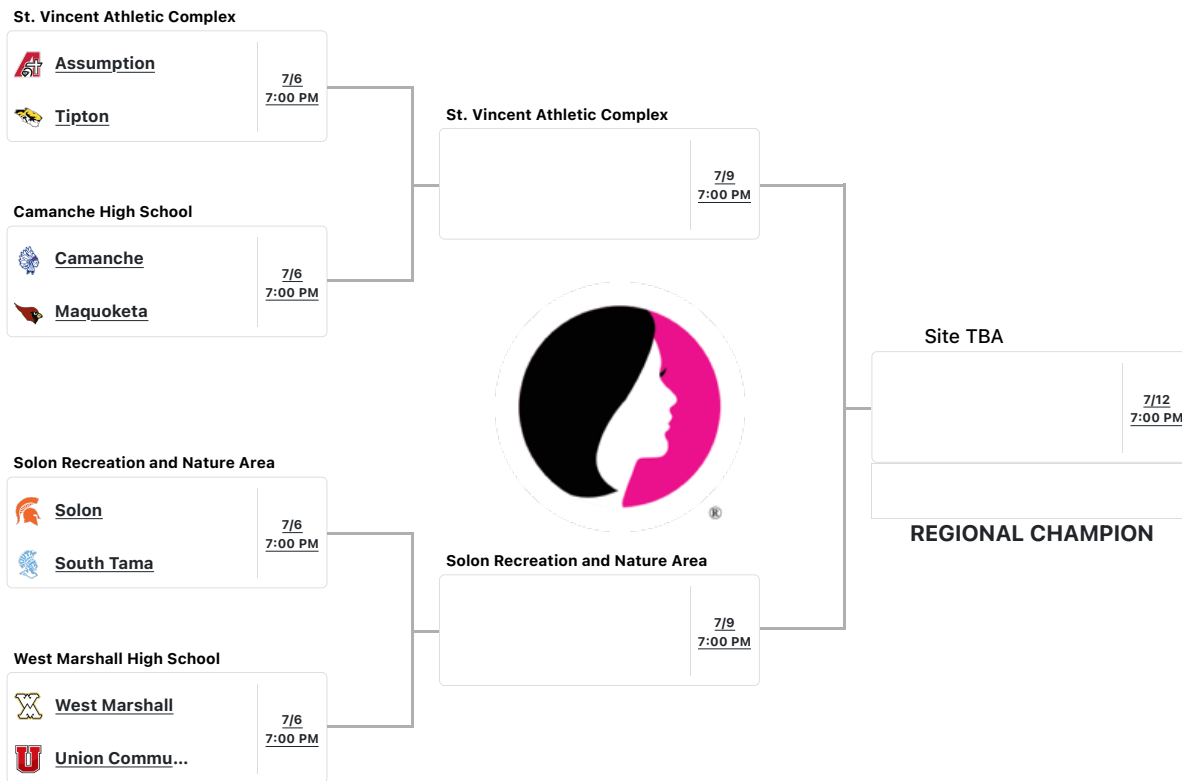 St. Vincent Athletic Complex
Assumption
7/6
7:00 PM
Tipton
St. Vincent Athletic Complex
7/9
7:00 PM
Camanche High School
Camanche
7/6
7:00 PM
Maquoketa
Site TBA
7/12
7:00 PM
REGIONAL CHAMPION
®
Solon Recreation and Nature Area
Solon
7/6
7:00 PM
South Tama
Solon Recreation and Nature Area
7/9
7:00 PM
West Marshall High School
West Marshall
7/6
7:00 PM
Union Commu...